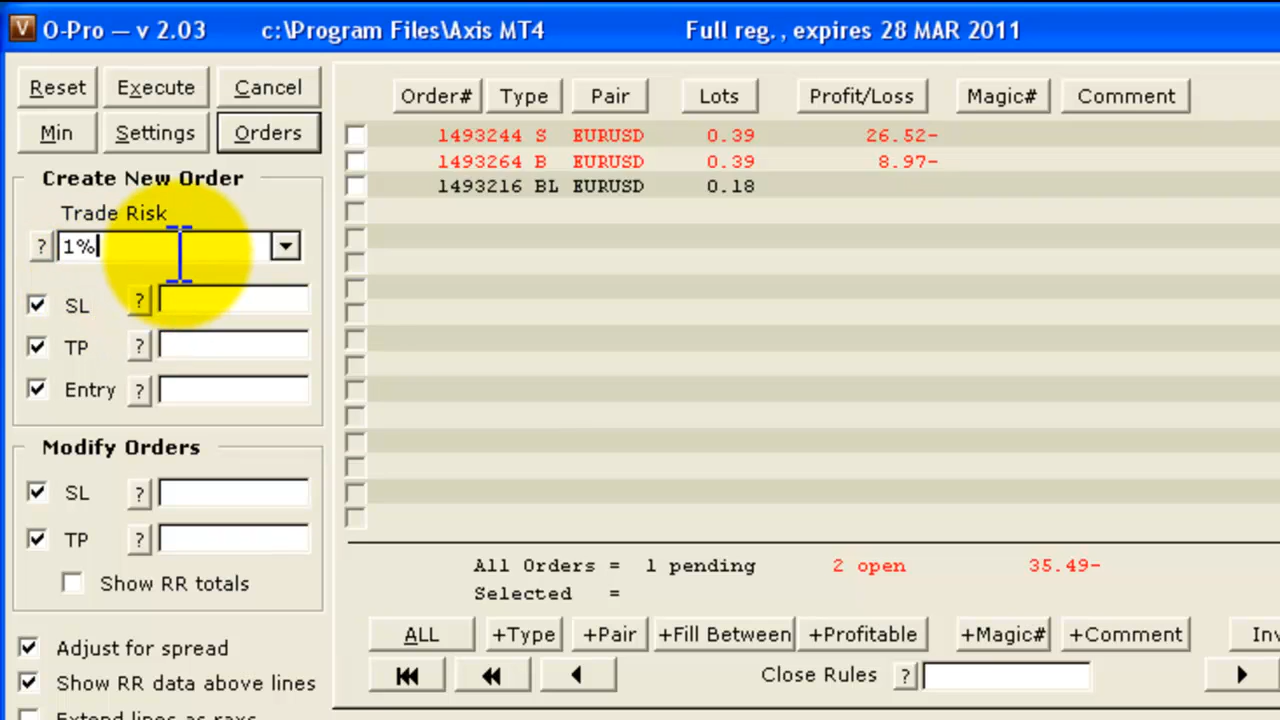 V O-Pro — v 2.03 c:\Program Files\Axis MT4 Full reg. , expires 28 MAR 2011
Reset Execute Cancel
Min Settings Orders
Order# Type Pair Lots Profit/Loss Magic# Comment
1493244 S EURUSD 0.39 26.52-
1493264 B EURUSD 0.39 8.97-
1493216 BL EURUSD 0.18
Create New Order
Trade Risk
? 1%
SL ?
TP ?
Entry ?
Modify Orders
SL ?
TP ?
Show RR totals
Adjust for spread
Show RR data above lines
Extend lines as rays
All Orders = 1 pending 2 open 35.49-
Selected =
ALL +Type +Pair +Fill Between +Profitable +Magic# +Comment Inv
Close Rules ?